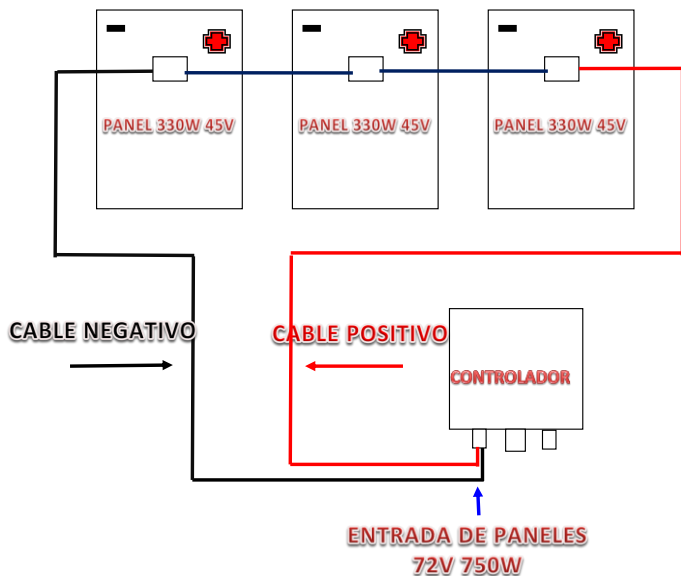 PANEL 330W 45V
PANEL 330W 45V
PANEL 330W 45V
CABLE NEGATIVO
CABLE POSITIVO
CONTROLADOR
ENTRADA DE PANELES
72V 750W